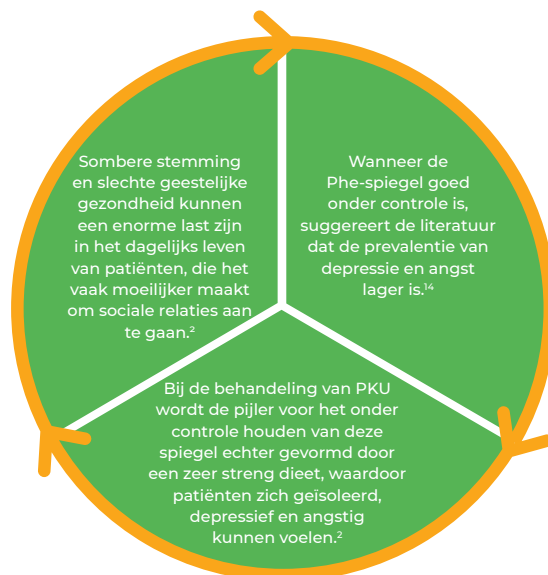 Sombere stemming
en slechte geestelijke
gezondheid kunnen
een enorme last zijn
in het dagelijks leven
van patiënten, die het
vaak moeilijker maakt
om sociale relaties aan
te gaan.²
Wanneer de
Phe-spiegel goed
onder controle is,
suggereert de literatuur
dat de prevalentie van
depressie en angst
lager is.¹⁴
Bij de behandeling van PKU
wordt de pijler voor het onder
controle houden van deze
spiegel echter gevormd door
een zeer streng dieet, waardoor
patiënten zich geïsoleerd,
depressief en angstig
kunnen voelen.²